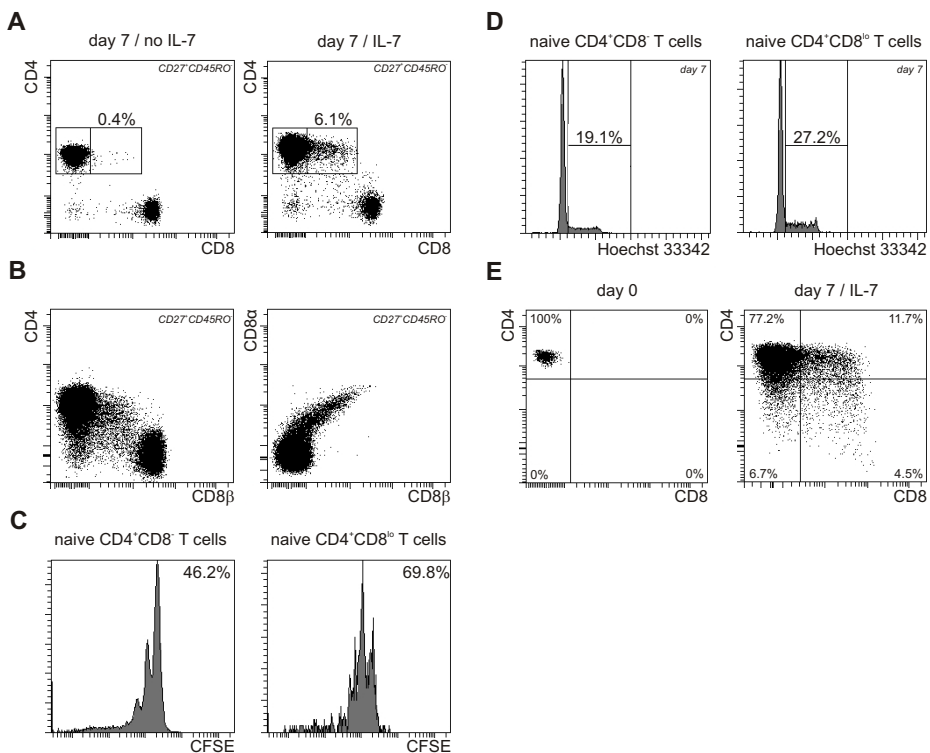 A
day 7 / no IL-7
day 7 / IL-7
CD4
CD27⁺CD45RO⁻
0.4%
CD8
CD27⁺CD45RO⁻
6.1%
CD8
B
CD4
CD27⁺CD45RO⁻
CD8β
CD8α
CD27⁺CD45RO⁻
CD8β
C
naive CD4⁺CD8⁻ T cells
46.2%
CFSE
naive CD4⁺CD8ˡᵒ T cells
69.8%
CFSE
D
naive CD4⁺CD8⁻ T cells
day 7
19.1%
Hoechst 33342
naive CD4⁺CD8ˡᵒ T cells
day 7
27.2%
Hoechst 33342
E
day 0
CD4
100%
0%
0%
0%
CD8
day 7 / IL-7
CD4
77.2%
11.7%
6.7%
4.5%
CD8